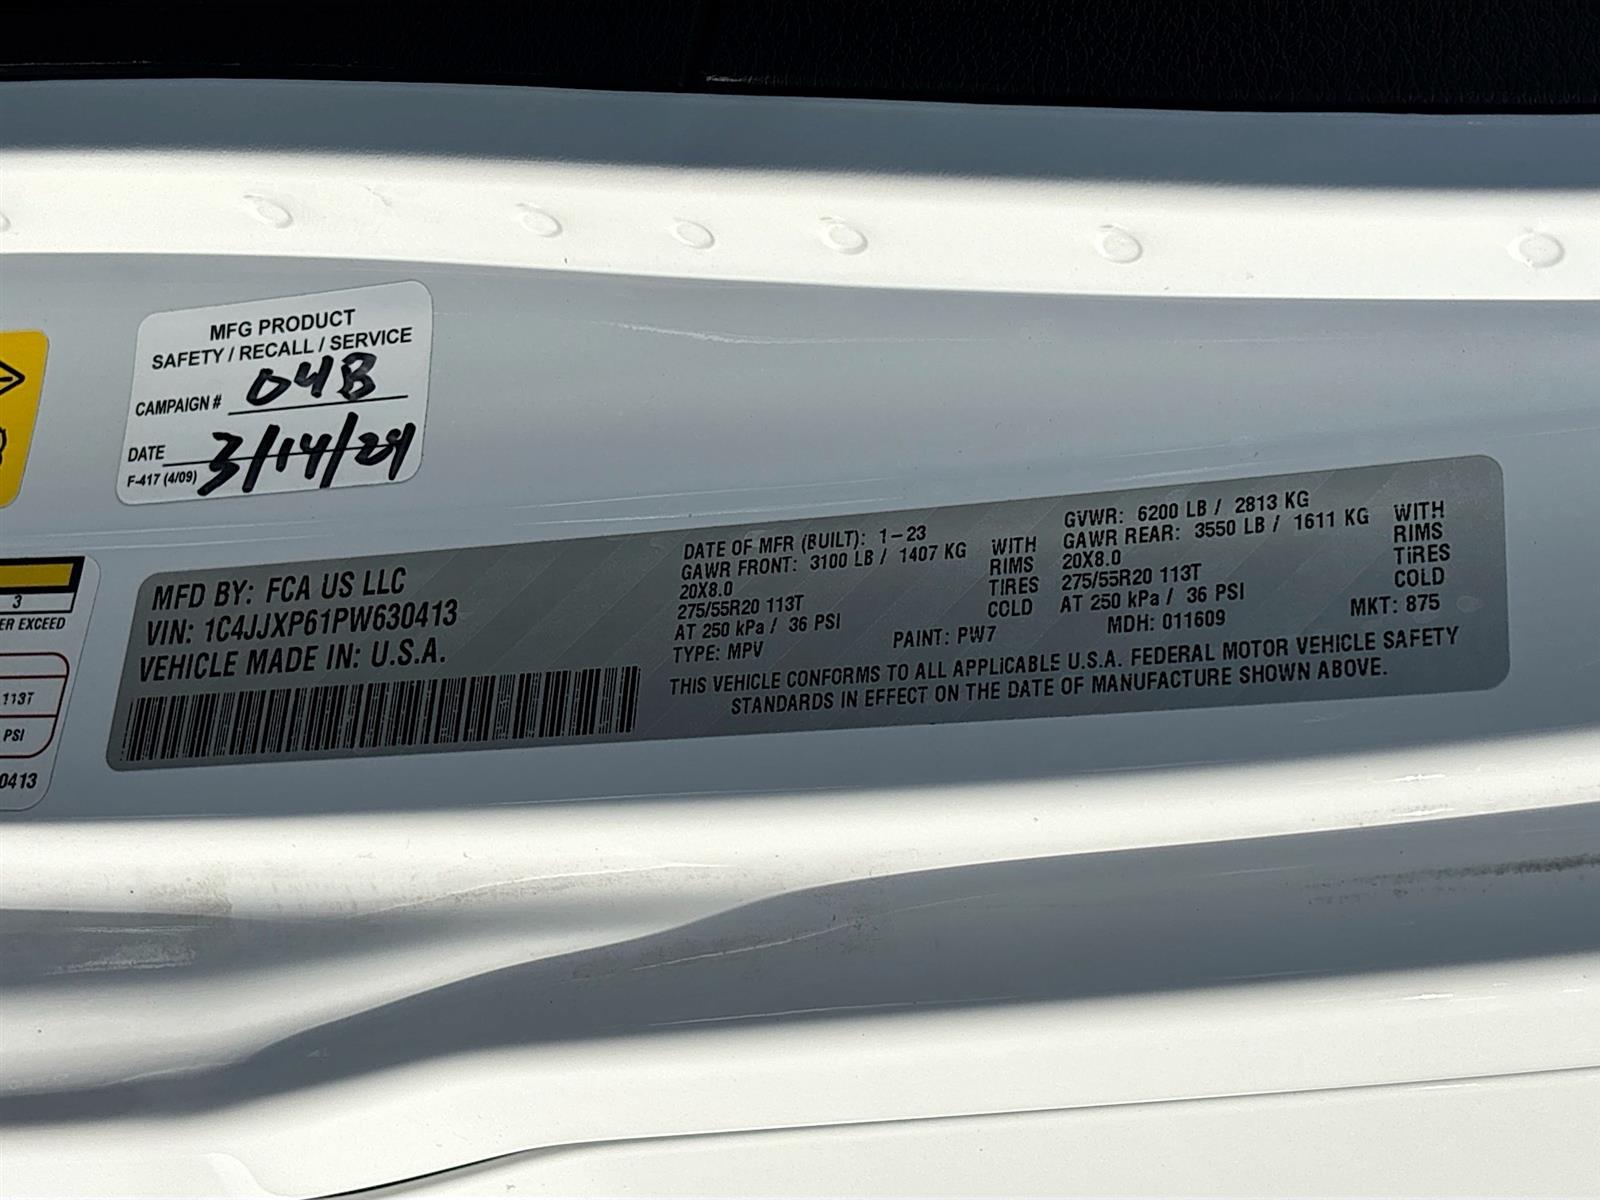 MFG PRODUCT
SAFETY / RECALL / SERVICE
CAMPAIGN # 04B
DATE 3/14/24
F-417 (4/09)
3
ER EXCEED
113T
PSI
0413
MFD BY: FCA US LLC
VIN: 1C4JJXP61PW630413
VEHICLE MADE IN: U.S.A.
DATE OF MFR (BUILT): 1-23
GAWR FRONT: 3100 LB / 1407 KG WITH
20X8.0 RIMS
275/55R20 113T TIRES
AT 250 kPa / 36 PSI COLD
TYPE: MPV PAINT: PW7
GVWR: 6200 LB / 2813 KG
GAWR REAR: 3550 LB / 1611 KG WITH
20X8.0 RIMS
275/55R20 113T TIRES
AT 250 kPa / 36 PSI COLD
MDH: 011609 MKT: 875
THIS VEHICLE CONFORMS TO ALL APPLICABLE U.S.A. FEDERAL MOTOR VEHICLE SAFETY
STANDARDS IN EFFECT ON THE DATE OF MANUFACTURE SHOWN ABOVE.